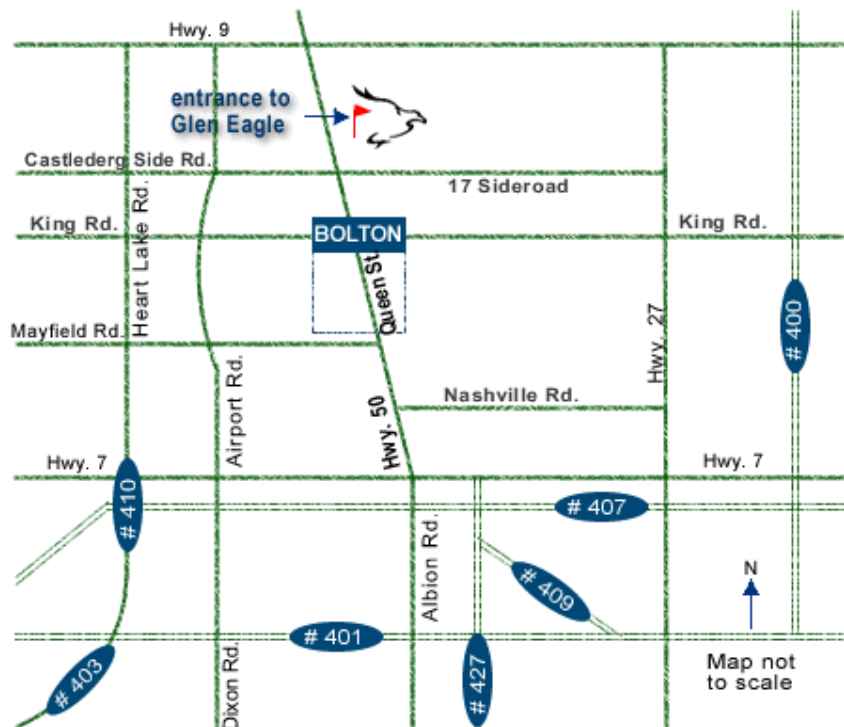 Hwy. 9
entrance to
Glen Eagle
Castlederg Side Rd.
17 Sideroad
King Rd.
BOLTON
King Rd.
Heart Lake Rd.
Queen St.
Mayfield Rd.
Hwy. 27
# 400
Airport Rd.
Hwy. 50
Nashville Rd.
Hwy. 7
Hwy. 7
# 410
# 407
Albion Rd.
# 409
N
# 401
# 403
Dixon Rd.
# 427
Map not
to scale